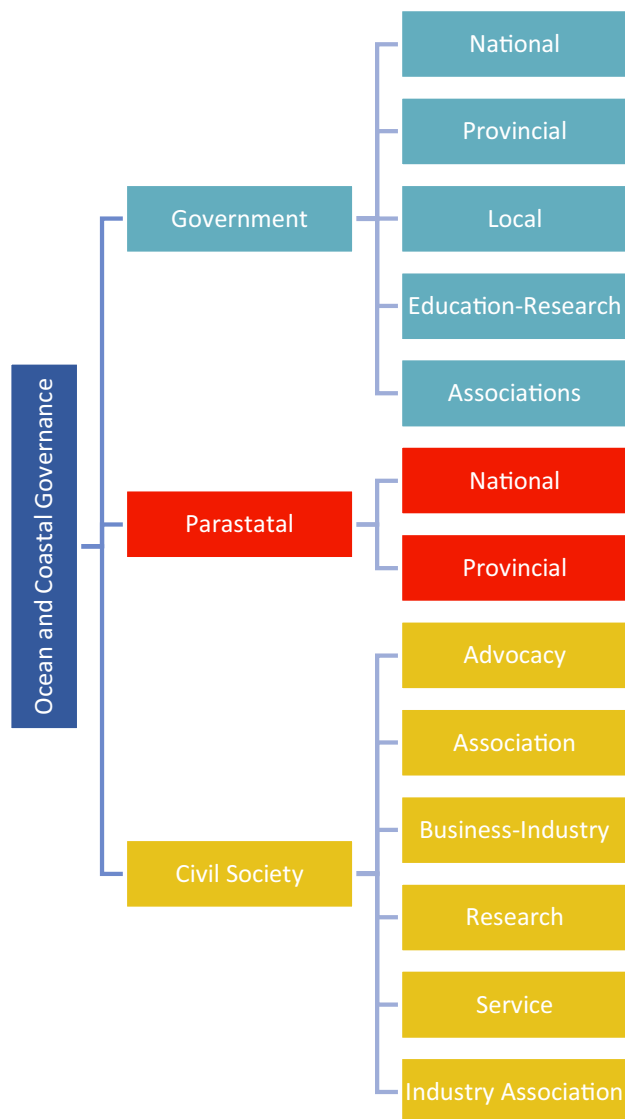 Ocean and Coastal Governance
Government
National
Provincial
Local
Education-Research
Associations
Parastatal
National
Provincial
Civil Society
Advocacy
Association
Business-Industry
Research
Service
Industry Association